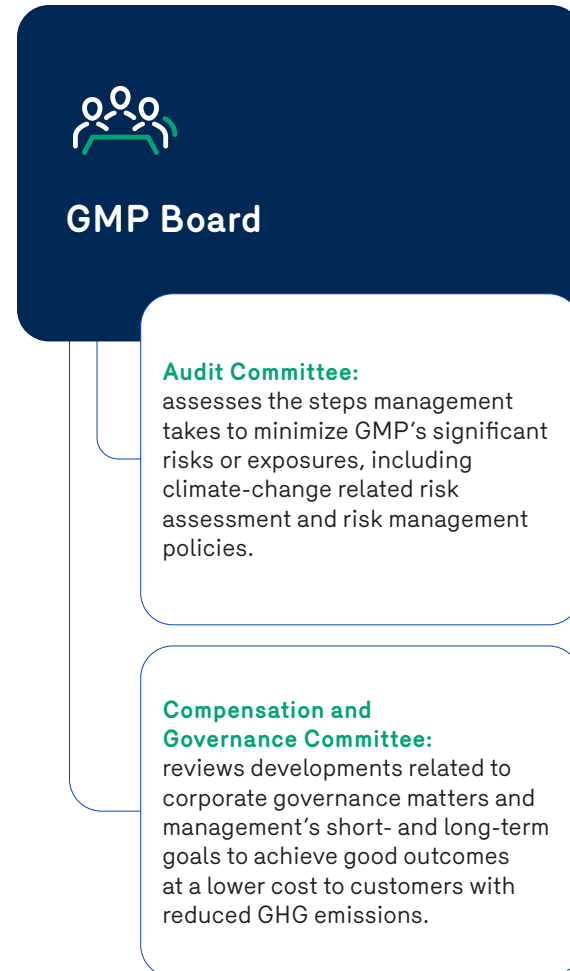 GMP Board
Audit Committee:
assesses the steps management
takes to minimize GMP’s significant
risks or exposures, including
climate-change related risk
assessment and risk management
policies.
Compensation and
Governance Committee:
reviews developments related to
corporate governance matters and
management’s short- and long-term
goals to achieve good outcomes
at a lower cost to customers with
reduced GHG emissions.